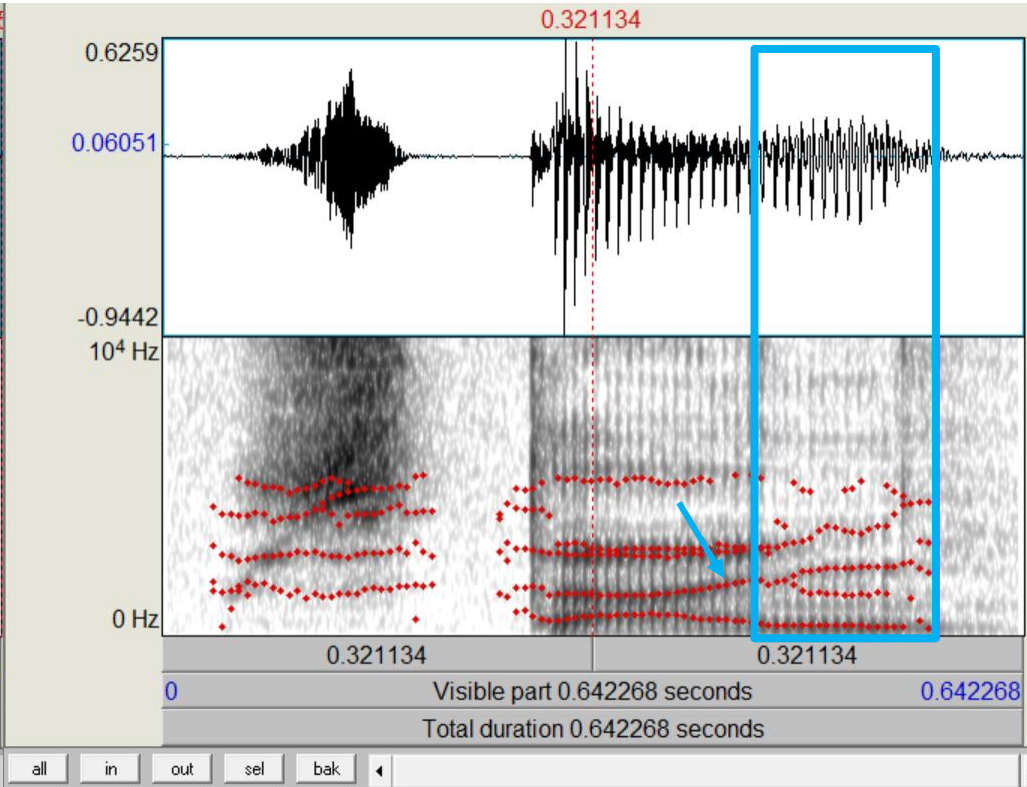 0.321134
0.6259
0.06051
-0.9442
10⁴ Hz
0 Hz
0.321134 0.321134
0 Visible part 0.642268 seconds 0.642268
Total duration 0.642268 seconds
all in out sel bak